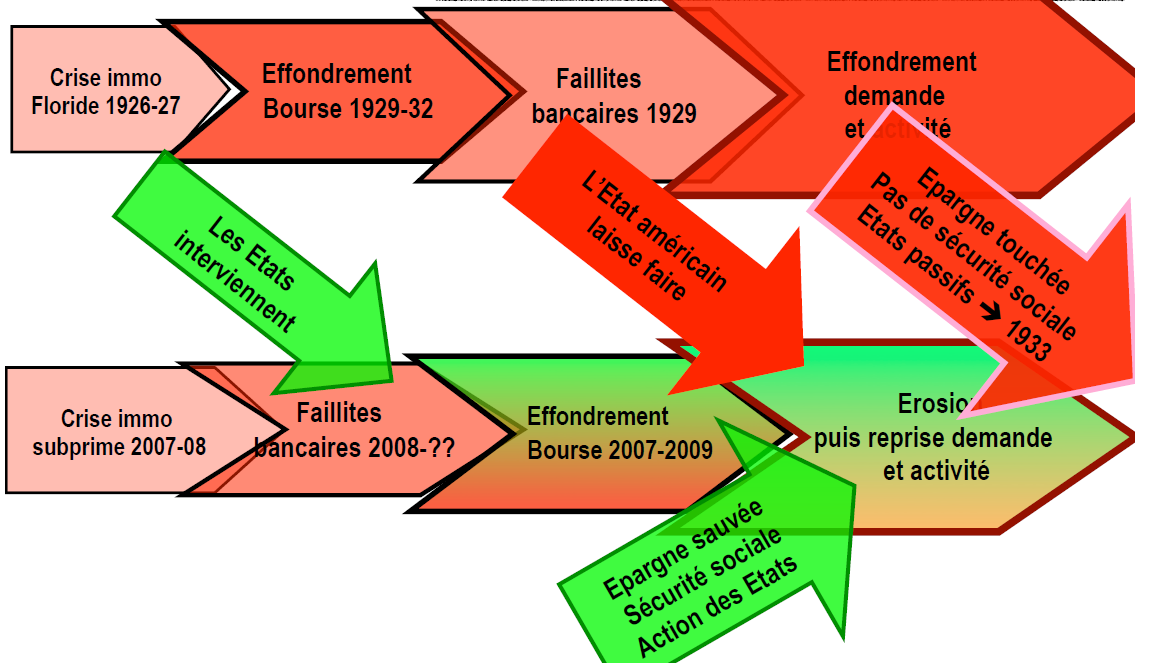 Crise immo
Floride 1926-27
Effondrement
Bourse 1929-32
Faillites
bancaires 1929
Effondrement
demande
et activité
Les Etats
interviennent
L'Etat américain
laisse faire
Epargne touchée
Pas de sécurité sociale
Etats passifs ➔ 1933
Crise immo
subprime 2007-08
Faillites
bancaires 2008-??
Effondrement
Bourse 2007-2009
Erosion
puis reprise demande
et activité
Epargne sauvée
Sécurité sociale
Action des Etats